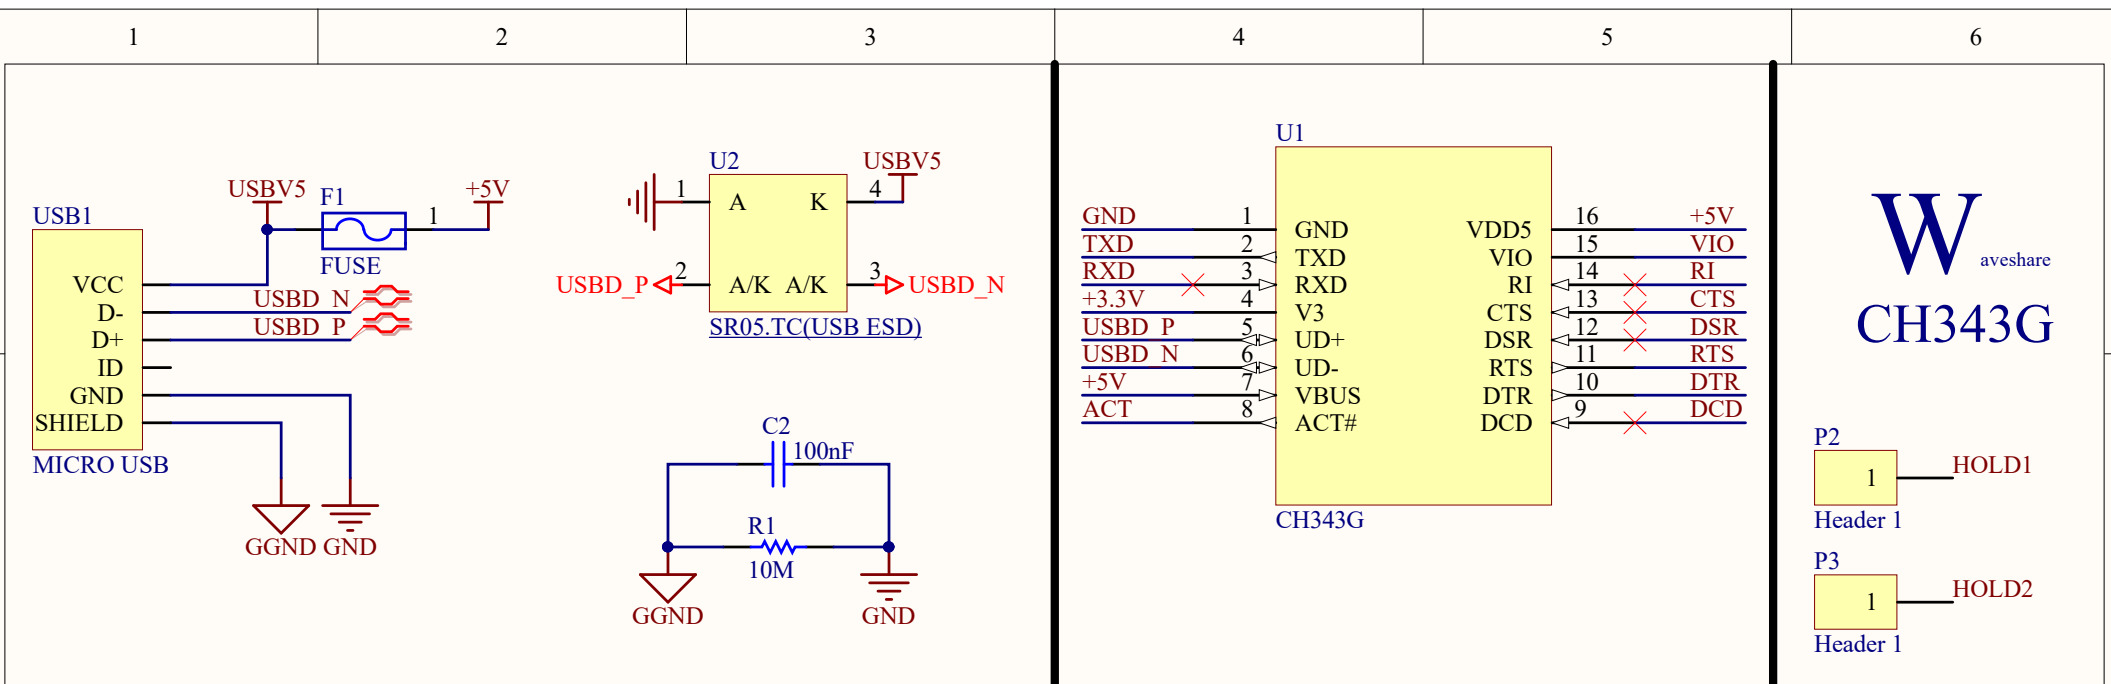 1 2 3 4 5 6
USB1
VCC
D-
D+
ID
GND
SHIELD
MICRO USB
USBV5
F1
FUSE
1
+5V
USBD_N
USBD_P
GGND
GND
U2
1
A
K
4
USBV5
USBD_P
2
A/K
A/K
3
USBD_N
SR05.TC(USB ESD)
C2
100nF
R1
10M
GGND
GND
U1
GND 1 GND
TXD 2 TXD
RXD 3 RXD
+3.3V 4 V3
USBD_P 5 UD+
USBD_N 6 UD-
+5V 7 VBUS
ACT 8 ACT#
VDD5 16 +5V
VIO 15 VIO
RI 14 RI
CTS 13 CTS
DSR 12 DSR
RTS 11 RTS
DTR 10 DTR
DCD 9 DCD
CH343G
Waveshare
CH343G
P2
1
HOLD1
Header 1
P3
1
HOLD2
Header 1